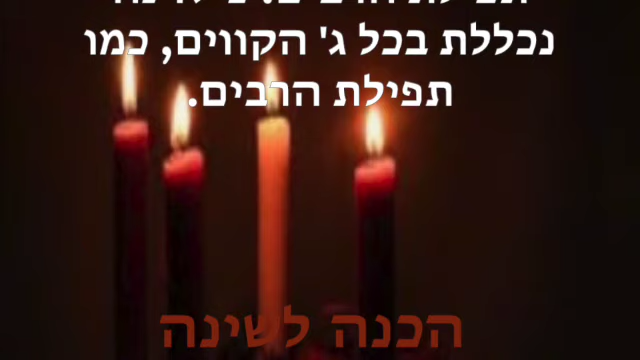 נכללת בכל ג' הקווים, כמו
תפילת הרבים.
הכנה לשינה